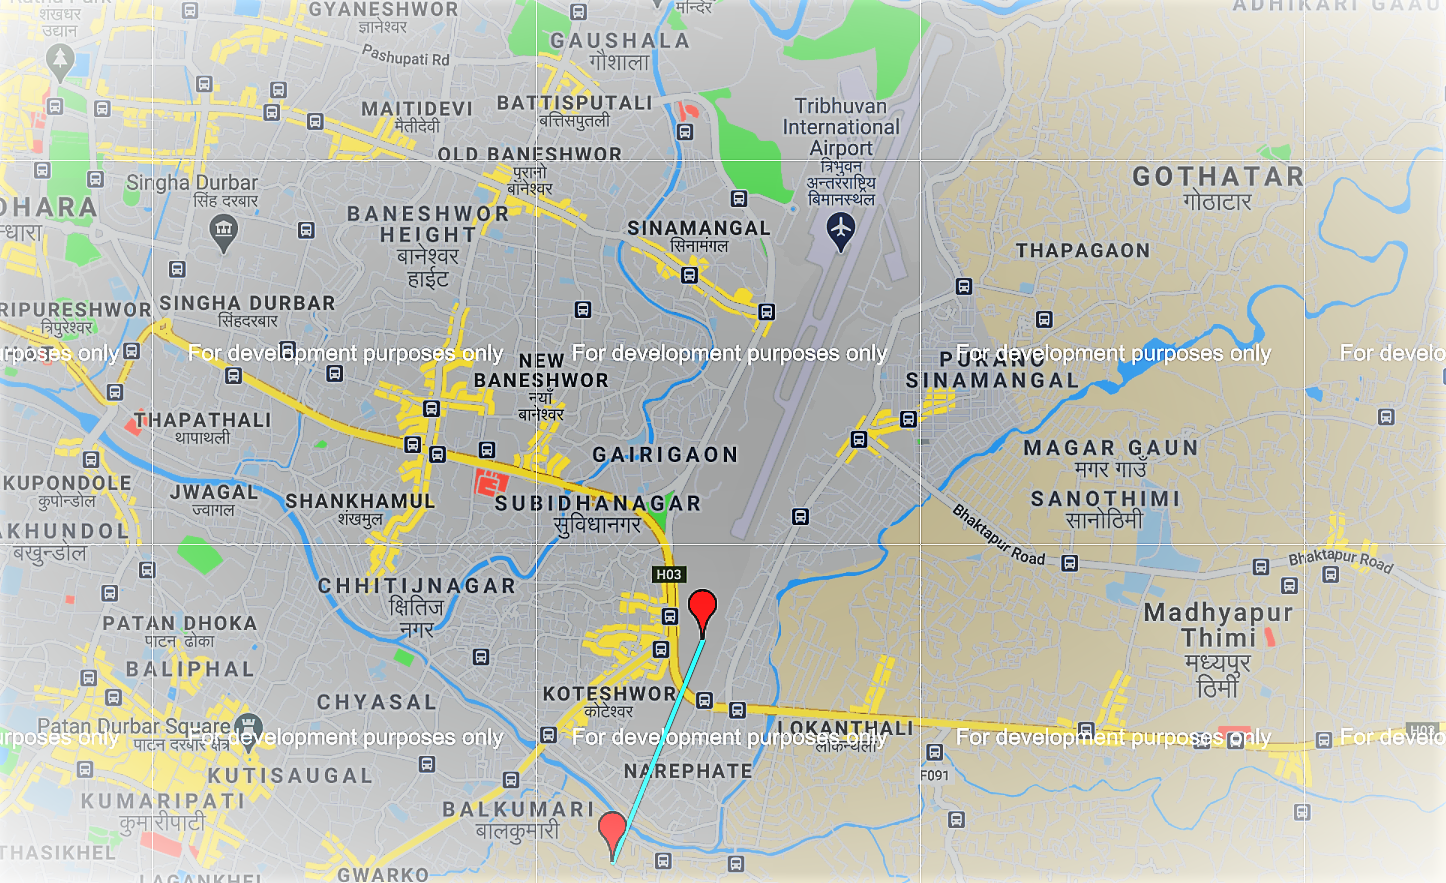 Ratna Park
शंखधर
उद्यान
GYANESHWOR
ज्ञानेश्वर
मन्दिर
ADHIKARI GAAU
Pashupati Rd
GAUSHALA
गौशाला
MAITIDEVI
मैतीदेवी
BATTISPUTALI
बत्तिसपुतली
Tribhuvan
International
Airport
त्रिभुवन
अन्तर्राष्ट्रिय
बिमानस्थल
OLD BANESHWOR
पुरानो
बानेश्वर
GOTHATAR
गोठाटार
Singha Durbar
सिंह दरबार
DHARA
न्धारा
BANESHWOR
HEIGHT
बानेश्वर
हाईट
SINAMANGAL
सिनामंगल
THAPAGAON
RIPURESHWOR
त्रिपुरेश्वर
SINGHA DURBAR
सिंहदरबार
urposes only
For development purposes only
For development purposes only
For development purposes only
For develo
NEW
BANESHWOR
नयाँ
बानेश्वर
PURANO
SINAMANGAL
THAPATHALI
थापाथली
GAIRIGAON
MAGAR GAUN
मगर गाउँ
KUPONDOLE
कुपोन्डोल
JWAGAL
ज्वागल
SHANKHAMUL
शंखमुल
SUBIDHANAGAR
सुविधानगर
SANOTHIMI
सानोठिमी
AKHUNDOL
बखुन्डोल
Bhaktapur Road
Bhaktapur Road
H03
CHHITIJNAGAR
क्षितिज
नगर
PATAN DHOKA
पाटन ढोका
Madhyapur
Thimi
मध्यपुर
ठिमी
BALIPHAL
CHYASAL
KOTESHWOR
कोटेश्वर
Patan Durbar Square
पाटन दरबार क्षेत्र
LOKANTHALI
लोकन्थली
H03
urposes only
For development purposes only
For development purposes only
For development purposes only
For develo
KUTISAUGAL
NAREPHATE
F091
KUMARIPATI
कुमारीपाटी
BALKUMARI
बालकुमारी
THASIKHEL
LAGANKHEL
GWARKO